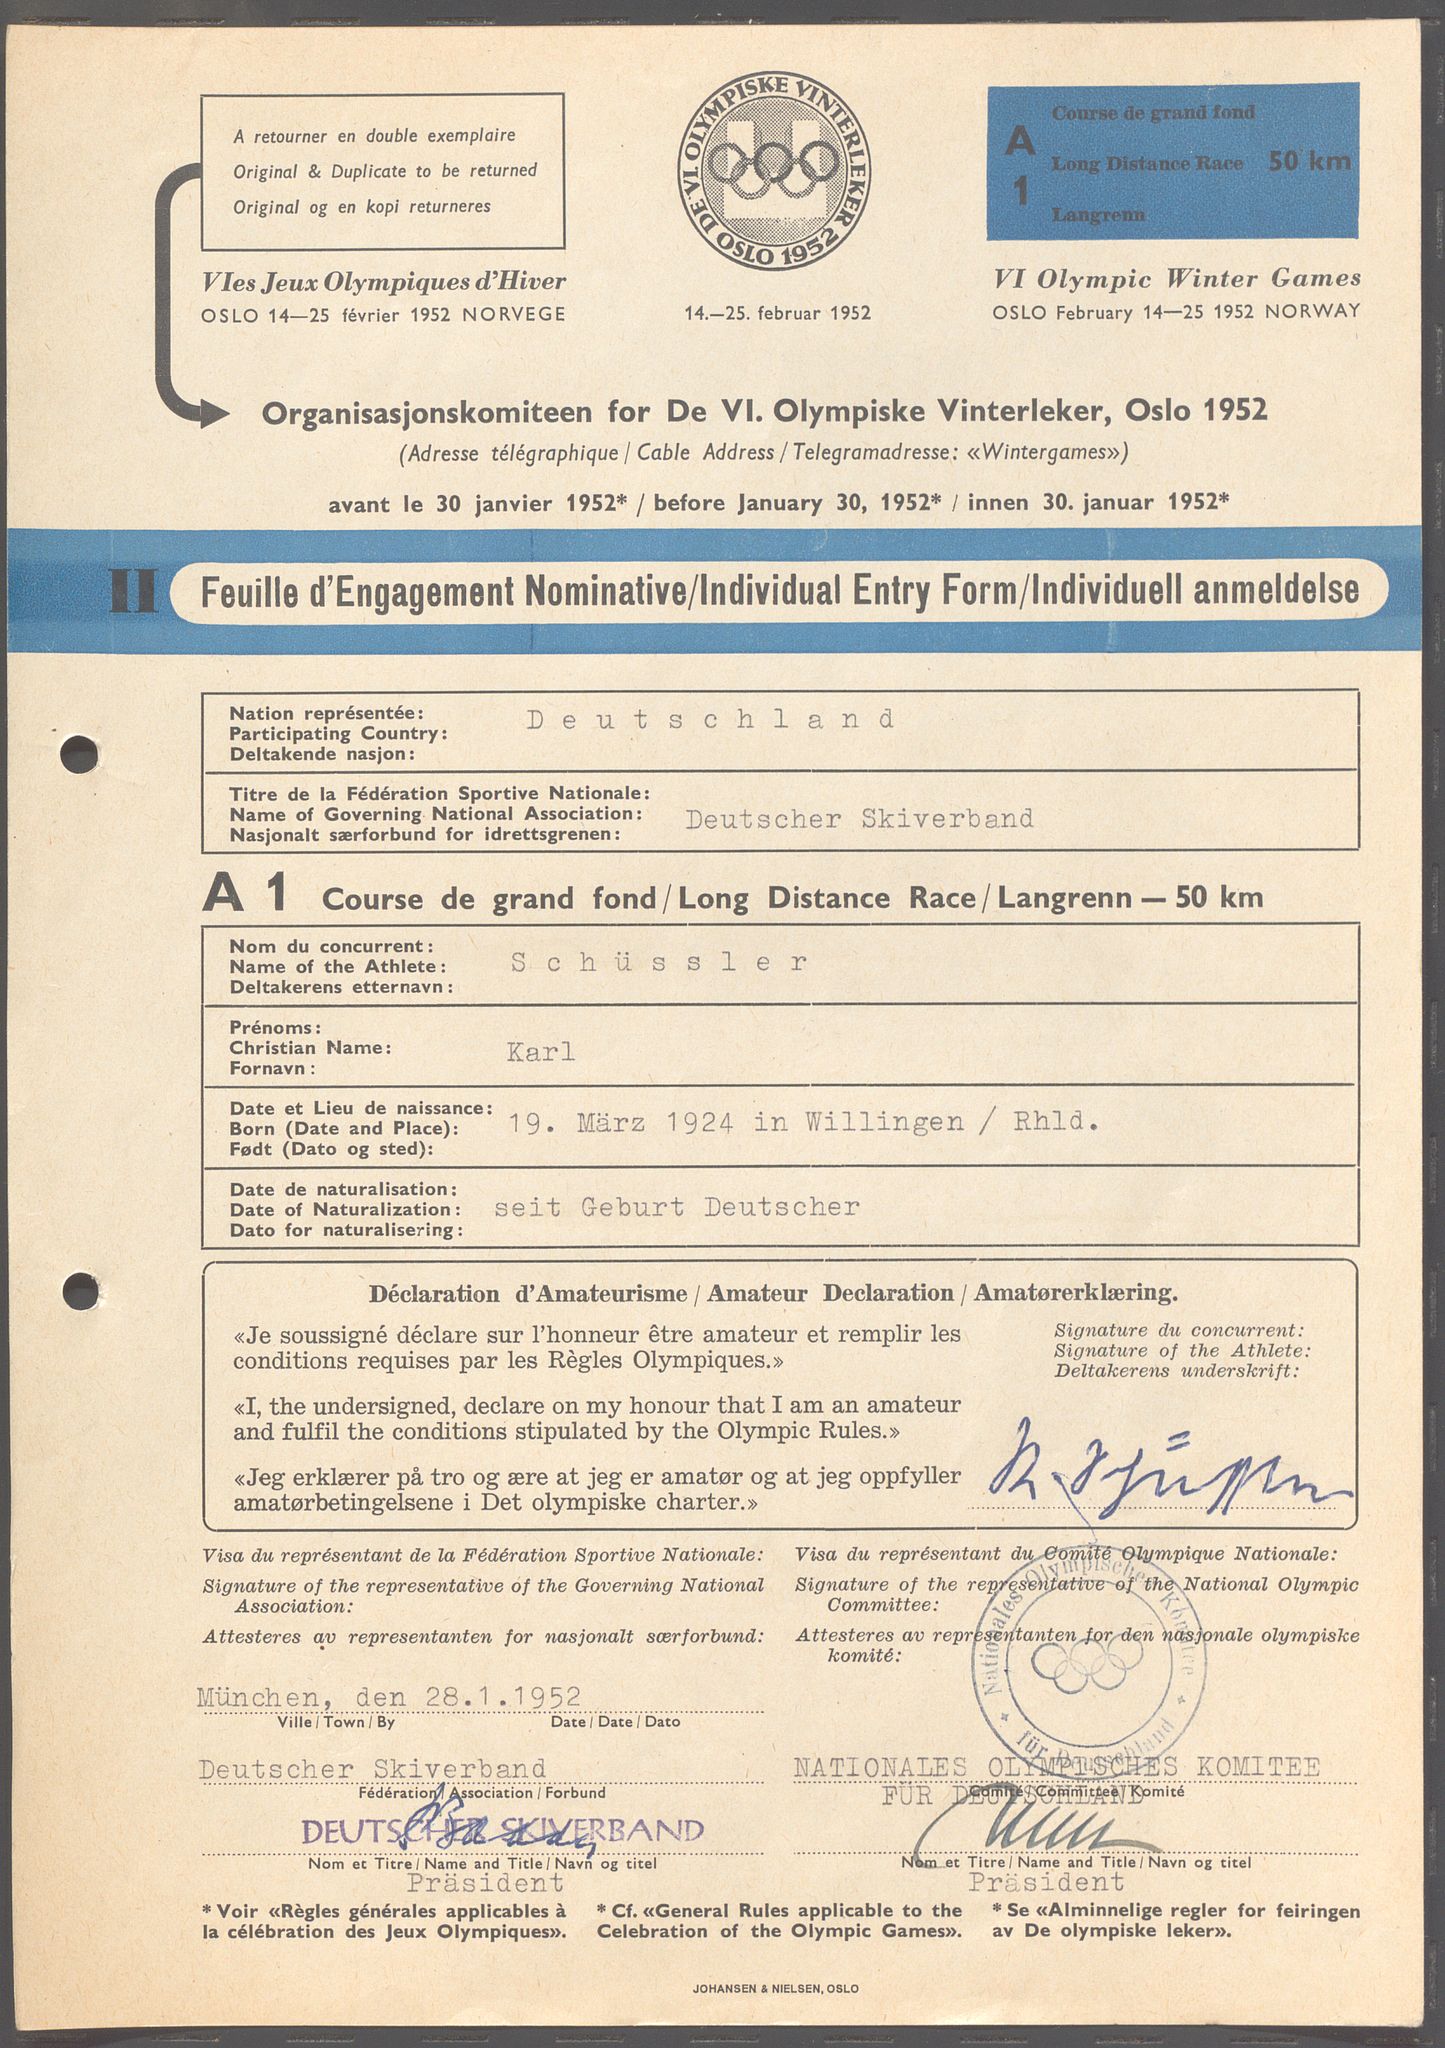 A retourner en double exemplaire
Original & Duplicate to be returned
Original og en kopi returneres
DE VI. OLYMPISKE VINTERLEKER
OSLO 1952
A
1
Course de grand fond
Long Distance Race 50 km
Langrenn
VIes Jeux Olympiques d'Hiver
OSLO 14—25 février 1952 NORVEGE
14.—25. februar 1952
VI Olympic Winter Games
OSLO February 14—25 1952 NORWAY
Organisasjonskomiteen for De VI. Olympiske Vinterleker, Oslo 1952
(Adresse télégraphique / Cable Address / Telegramadresse: «Wintergames»)
avant le 30 janvier 1952* / before January 30, 1952* / innen 30. januar 1952*
II Feuille d'Engagement Nominative/Individual Entry Form/Individuell anmeldelse
Nation représentée:
Participating Country:
Deltakende nasjon:
Deutschland
Titre de la Fédération Sportive Nationale:
Name of Governing National Association:
Nasjonalt særforbund for idrettsgrenen:
Deutscher Skiverband
A 1 Course de grand fond / Long Distance Race / Langrenn — 50 km
Nom du concurrent:
Name of the Athlete:
Deltakerens etternavn:
Schüssler
Prénoms:
Christian Name:
Fornavn:
Karl
Date et Lieu de naissance:
Born (Date and Place):
Født (Dato og sted):
19. März 1924 in Willingen / Rhld.
Date de naturalisation:
Date of Naturalization:
Dato for naturalisering:
seit Geburt Deutscher
Déclaration d'Amateurisme / Amateur Declaration / Amatørerklæring.
«Je soussigné déclare sur l'honneur être amateur et remplir les
conditions requises par les Règles Olympiques.»
«I, the undersigned, declare on my honour that I am an amateur
and fulfil the conditions stipulated by the Olympic Rules.»
«Jeg erklærer på tro og ære at jeg er amatør og at jeg oppfyller
amatørbetingelsene i Det olympiske charter.»
Signature du concurrent:
Signature of the Athlete:
Deltakerens underskrift:
K. Schüssler
Visa du représentant de la Fédération Sportive Nationale:
Signature of the representative of the Governing National
Association:
Attesteres av representanten for nasjonalt særforbund:
Visa du représentant du Comité Olympique Nationale:
Signature of the representative of the National Olympic
Committee:
Attesteres av representanten for den nasjonale olympiske
komité:
Nationales Olympisches Komitee
für Deutschland
München, den 28.1.1952
Ville / Town / By Date / Date / Dato
Deutscher Skiverband
Fédération / Association / Forbund
DEUTSCHER SKIVERBAND
Nom et Titre / Name and Title / Navn og titel
Präsident
NATIONALES OLYMPISCHES KOMITEE
FÜR DEUTSCHLAND
Comité / Committee / Komité
Nom et Titre / Name and Title / Navn og titel
Präsident
* Voir «Règles générales applicables à
la célébration des Jeux Olympiques».
* Cf. «General Rules applicable to the
Celebration of the Olympic Games».
* Se «Alminnelige regler for feiringen
av De olympiske leker».
JOHANSEN & NIELSEN, OSLO